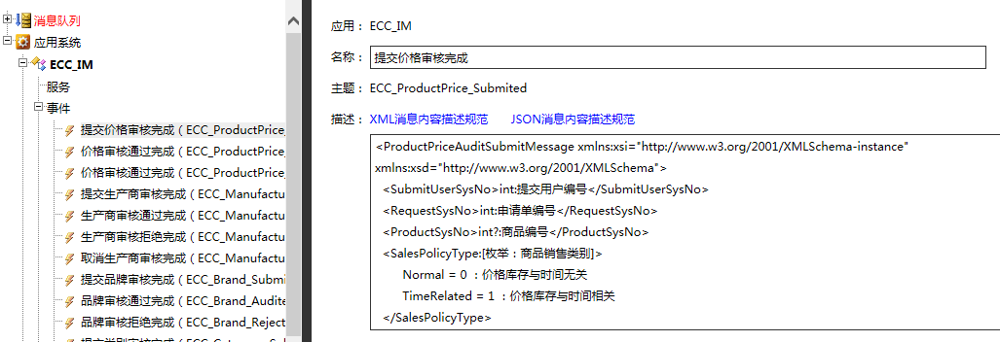 消息队列
应用系统
ECC_IM
服务
事件
提交价格审核完成（ECC_ProductPrice_
价格审核通过完成（ECC_ProductPrice_
价格审核通过完成（ECC_ProductPrice_
提交生产商审核完成（ECC_Manufactu
生产商审核通过完成（ECC_Manufactu
生产商审核拒绝完成（ECC_Manufactu
取消生产商审核完成（ECC_Manufactu
提交品牌审核完成（ECC_Brand_Submi
品牌审核通过完成（ECC_Brand_Audite
品牌审核拒绝完成（ECC_Brand_Reject
应用： ECC_IM
名称： 提交价格审核完成
主题： ECC_ProductPrice_Submited
描述： XML消息内容描述规范 JSON消息内容描述规范
<ProductPriceAuditSubmitMessage xmlns:xsi="http://www.w3.org/2001/XMLSchema-instance"
xmlns:xsd="http://www.w3.org/2001/XMLSchema">
<SubmitUserSysNo>int:提交用户编号</SubmitUserSysNo>
<RequestSysNo>int:申请单编号</RequestSysNo>
<ProductSysNo>int?:商品编号</ProductSysNo>
<SalesPolicyType:[枚举：商品销售类别]>
Normal = 0 ：价格库存与时间无关
TimeRelated = 1 ：价格库存与时间相关
</SalesPolicyType>